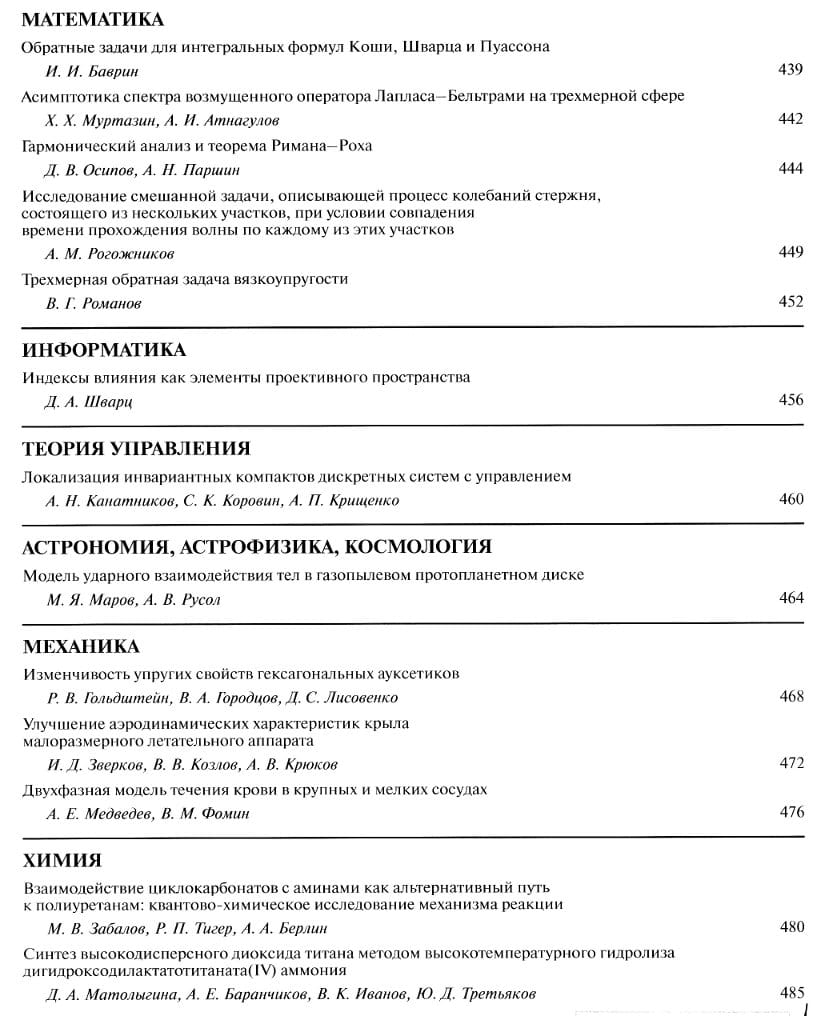 МАТЕМАТИКА
Обратные задачи для интегральных формул Коши, Шварца и Пуассона
И. И. Баврин 439
Асимптотика спектра возмущенного оператора Лапласа–Бельтрами на трехмерной сфере
Х. Х. Муртазин, А. И. Атнагулов 442
Гармонический анализ и теорема Римана–Роха
Д. В. Осипов, А. Н. Паршин 444
Исследование смешанной задачи, описывающей процесс колебаний стержня,
состоящего из нескольких участков, при условии совпадения
времени прохождения волны по каждому из этих участков
А. М. Рогожников 449
Трехмерная обратная задача вязкоупругости
В. Г. Романов 452
ИНФОРМАТИКА
Индексы влияния как элементы проективного пространства
Д. А. Шварц 456
ТЕОРИЯ УПРАВЛЕНИЯ
Локализация инвариантных компактов дискретных систем с управлением
А. Н. Канатников, С. К. Коровин, А. П. Крищенко 460
АСТРОНОМИЯ, АСТРОФИЗИКА, КОСМОЛОГИЯ
Модель ударного взаимодействия тел в газопылевом протопланетном диске
М. Я. Маров, А. В. Русол 464
МЕХАНИКА
Изменчивость упругих свойств гексагональных ауксетиков
Р. В. Гольдштейн, В. А. Городцов, Д. С. Лисовенко 468
Улучшение аэродинамических характеристик крыла
малоразмерного летательного аппарата
И. Д. Зверков, В. В. Козлов, А. В. Крюков 472
Двухфазная модель течения крови в крупных и мелких сосудах
А. Е. Медведев, В. М. Фомин 476
ХИМИЯ
Взаимодействие циклокарбонатов с аминами как альтернативный путь
к полиуретанам: квантово-химическое исследование механизма реакции
М. В. Забалов, Р. П. Тигер, А. А. Берлин 480
Синтез высокодисперсного диоксида титана методом высокотемпературного гидролиза
дигидроксодилактатотитаната(IV) аммония
Д. А. Матолыгина, А. Е. Баранчиков, В. К. Иванов, Ю. Д. Третьяков 485